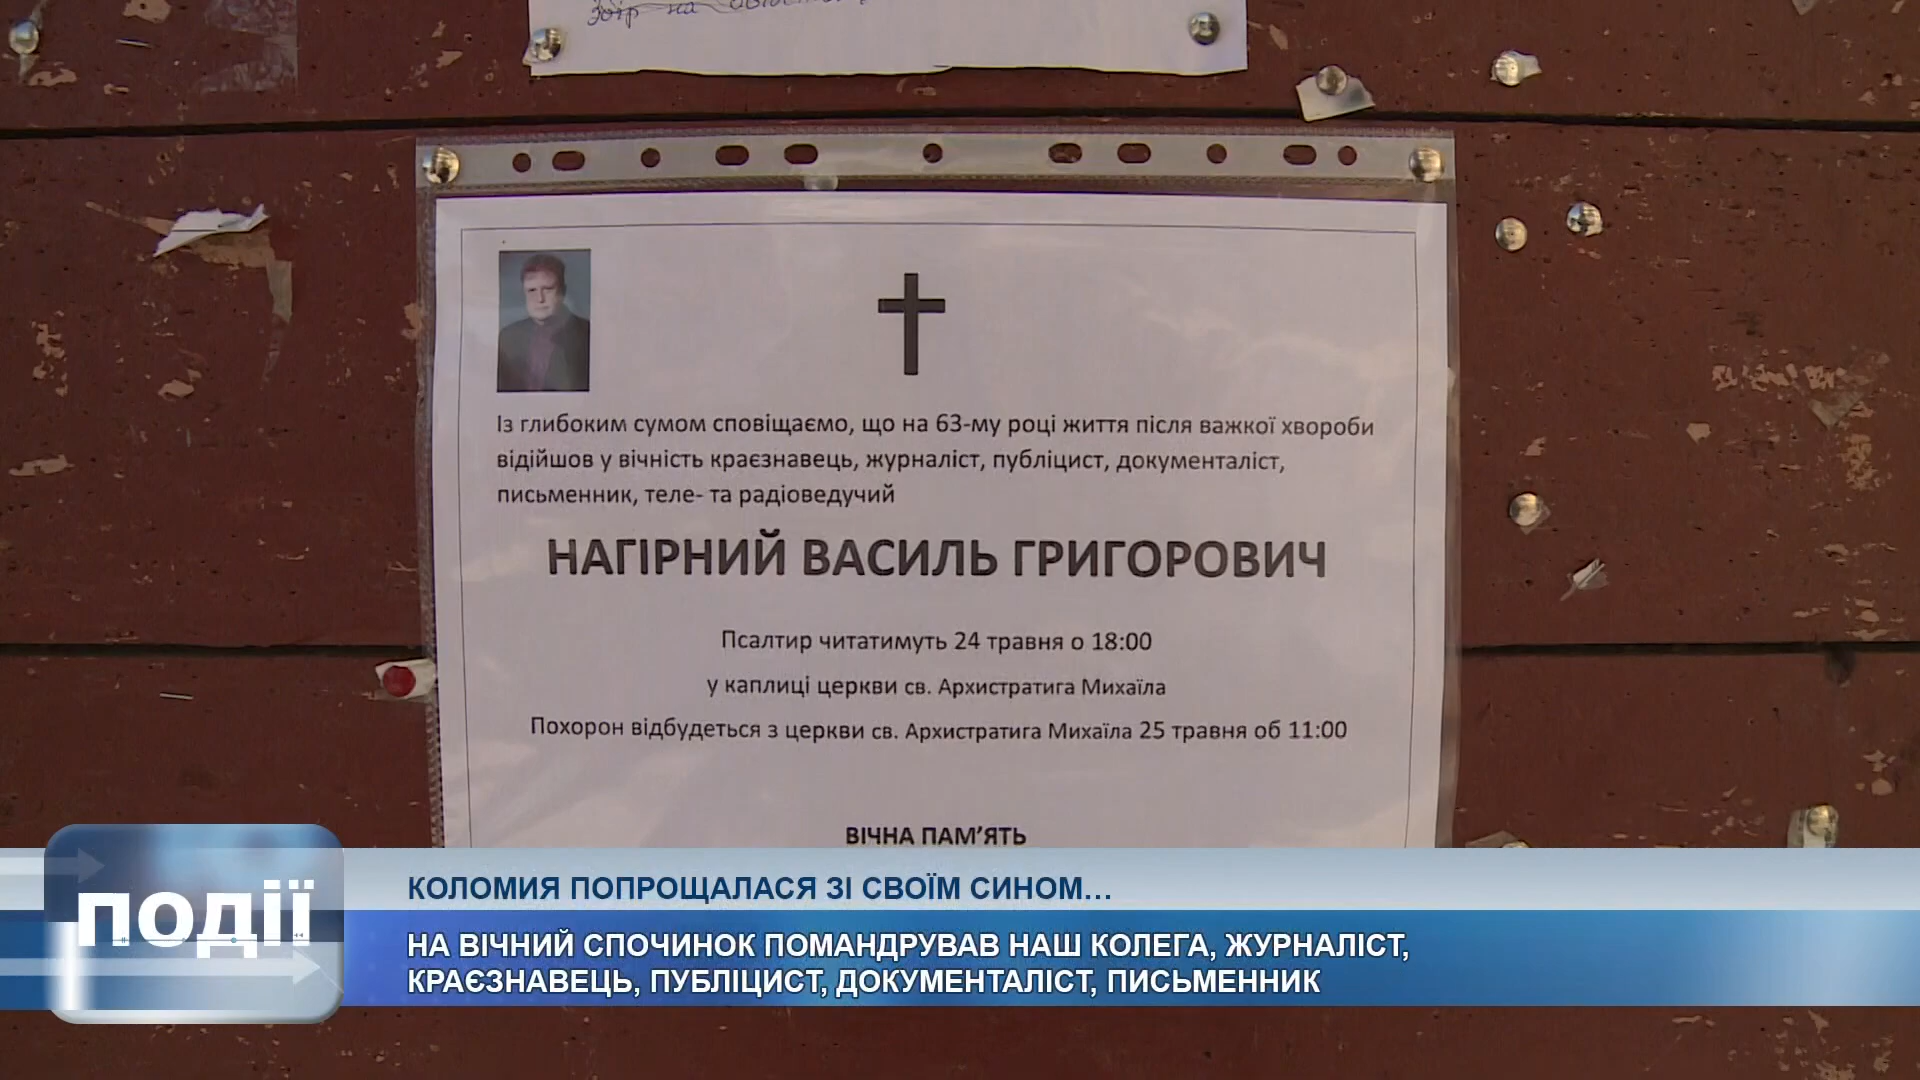 Збір на
Із глибоким сумом сповіщаємо, що на 63-му році життя після важкої хвороби
відійшов у вічність краєзнавець, журналіст, публіцист, документаліст,
письменник, теле- та радіоведучий
НАГІРНИЙ ВАСИЛЬ ГРИГОРОВИЧ
Псалтир читатимуть 24 травня о 18:00
у каплиці церкви св. Архистратига Михаїла
Похорон відбудеться з церкви св. Архистратига Михаїла 25 травня об 11:00
ВІЧНА ПАМ'ЯТЬ
події
КОЛОМИЯ ПОПРОЩАЛАСЯ ЗІ СВОЇМ СИНОМ...
НА ВІЧНИЙ СПОЧИНОК ПОМАНДРУВАВ НАШ КОЛЕГА, ЖУРНАЛІСТ,
КРАЄЗНАВЕЦЬ, ПУБЛІЦИСТ, ДОКУМЕНТАЛІСТ, ПИСЬМЕННИК